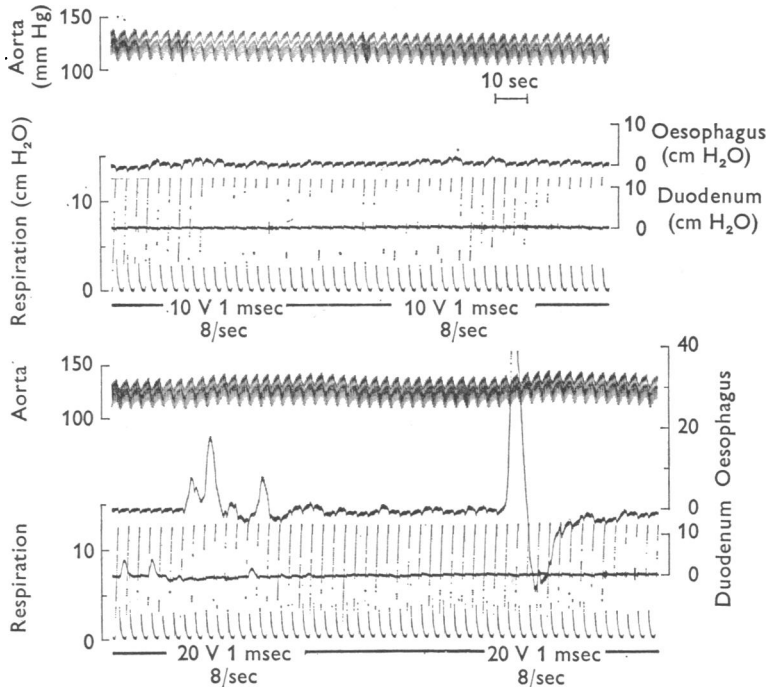 150
Aorta
(mm Hg)
100
10 sec
Respiration (cm H₂O)
10
0
10
Oesophagus
0
(cm H₂O)
10
Duodenum
0
(cm H₂O)
10 V 1 msec
8/sec
10 V 1 msec
8/sec
Aorta
150
100
40
20
0
Oesophagus
Respiration
10
0
10
0
Duodenum
20 V 1 msec
8/sec
20 V 1 msec
8/sec